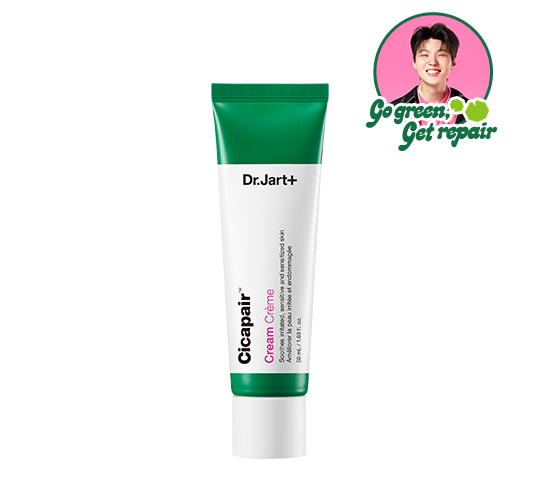 Go green,
Get repair
Dr.Jart+
Cicapair™
Cream Crème
Soothes irritated, sensitive and sensitized skin
Améliorer la peau irritée et endommagée
50 mL / 1.69 fl. oz.